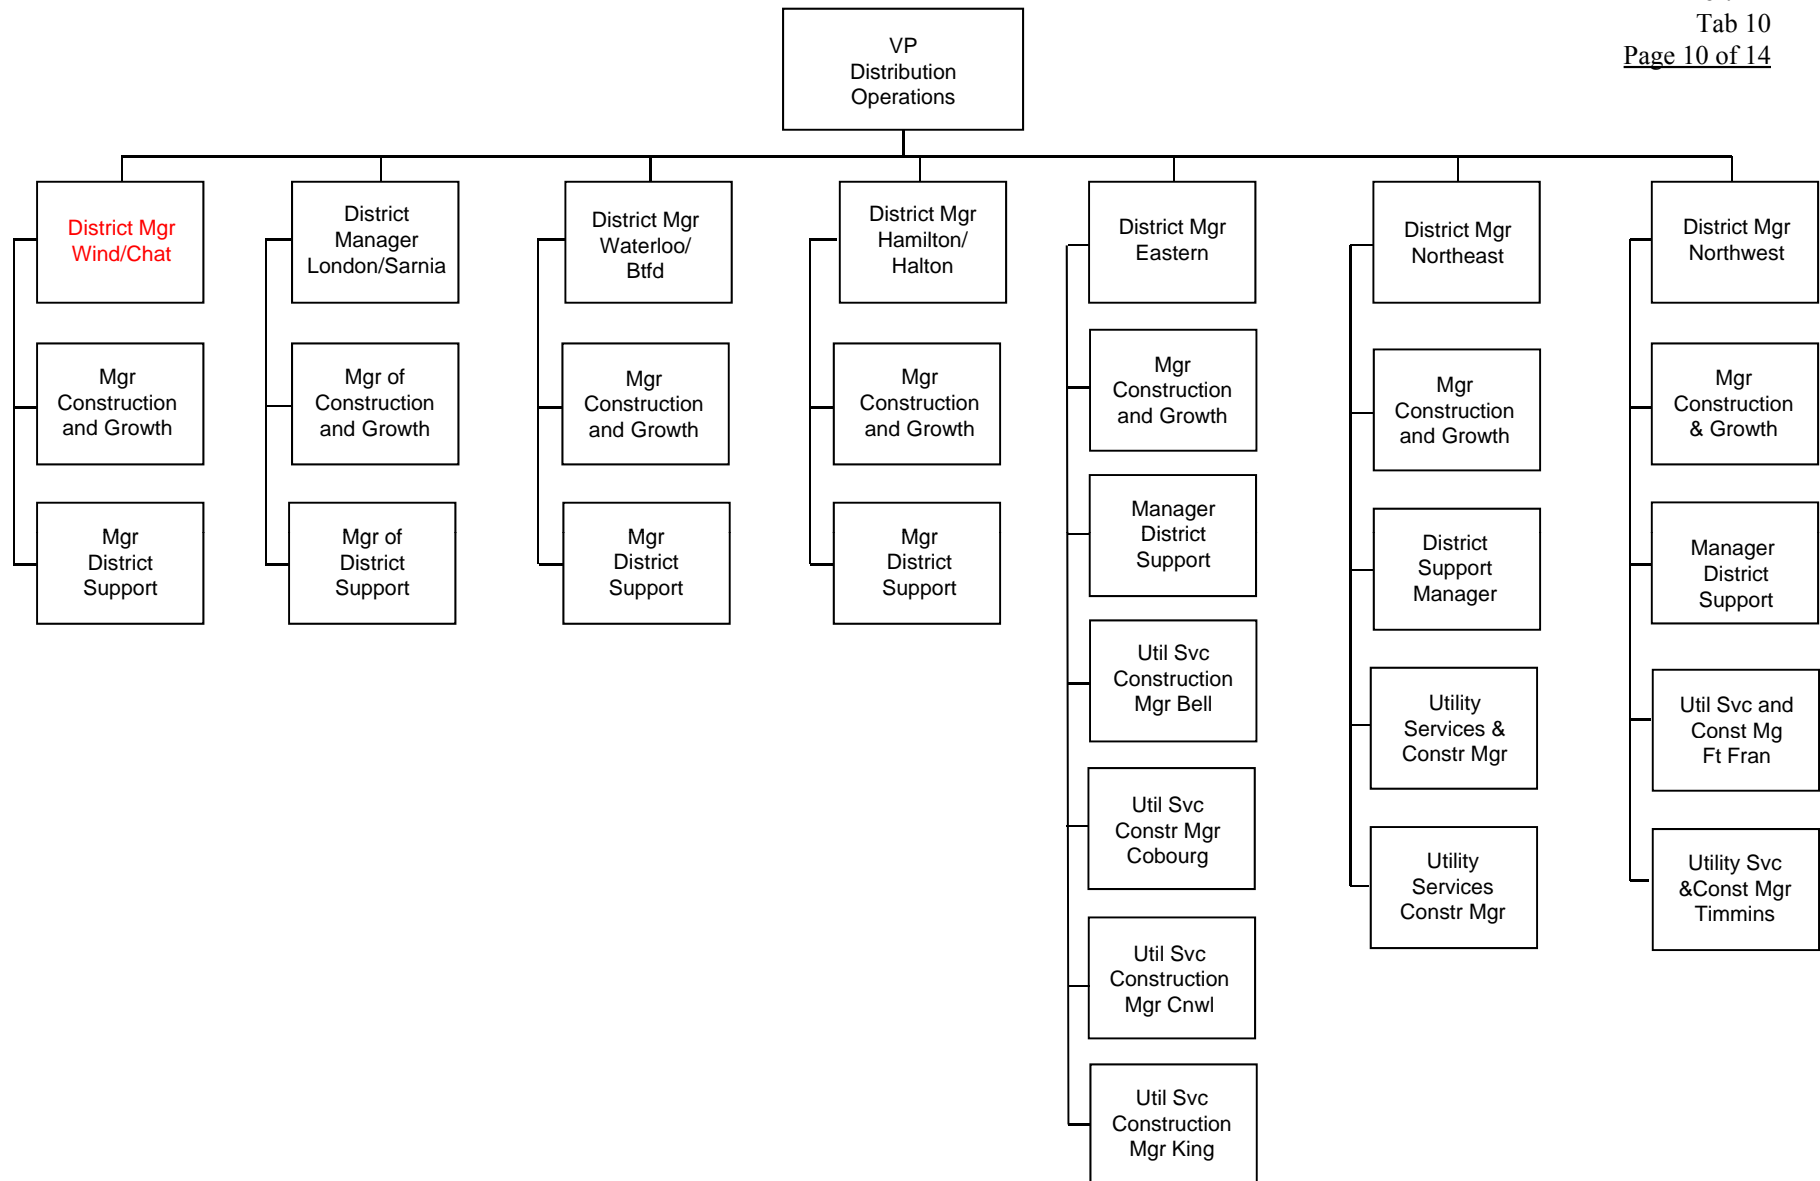 Tab 10
Page 10 of 14
VP
Distribution
Operations
District Mgr
Wind/Chat
Mgr
Construction
and Growth
Mgr
District
Support
District
Manager
London/Sarnia
Mgr of
Construction
and Growth
Mgr of
District
Support
District Mgr
Waterloo/
Btfd
Mgr
Construction
and Growth
Mgr
District
Support
District Mgr
Hamilton/
Halton
Mgr
Construction
and Growth
Mgr
District
Support
District Mgr
Eastern
Mgr
Construction
and Growth
Manager
District
Support
Util Svc
Construction
Mgr Bell
Util Svc
Constr Mgr
Cobourg
Util Svc
Construction
Mgr Cnwl
Util Svc
Construction
Mgr King
District Mgr
Northeast
Mgr
Construction
and Growth
District
Support
Manager
Utility
Services &
Constr Mgr
Utility
Services
Constr Mgr
District Mgr
Northwest
Mgr
Construction
& Growth
Manager
District
Support
Util Svc and
Const Mg
Ft Fran
Utility Svc
&Const Mgr
Timmins